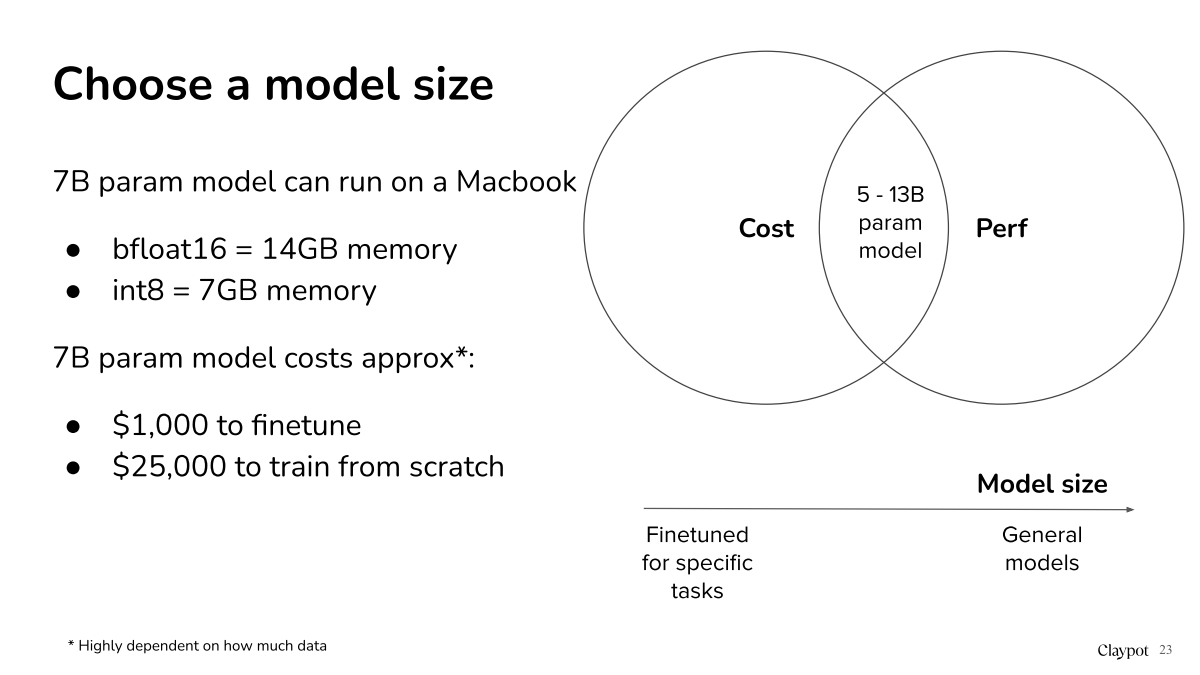 Choose a model size
7B param model can run on a Macbook
● bfloat16 = 14GB memory
● int8 = 7GB memory
7B param model costs approx*:
● $1,000 to finetune
● $25,000 to train from scratch
* Highly dependent on how much data
Cost
5 - 13B
param
model
Perf
Model size
Finetuned
for specific
tasks
General
models
Claypot 23